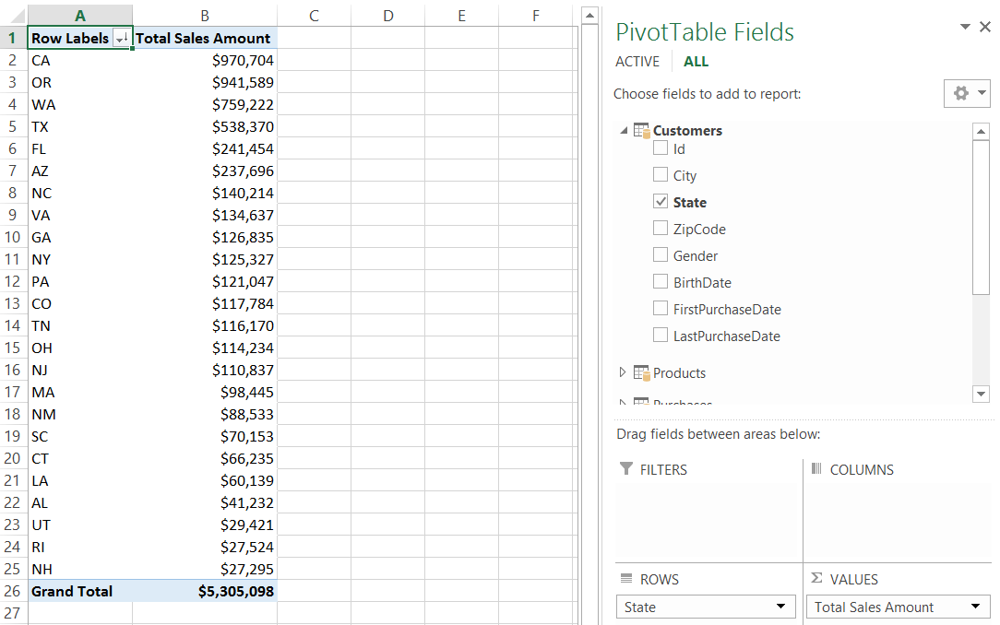 A B C D E F
1 Row Labels Total Sales Amount
2 CA $970,704
3 OR $941,589
4 WA $759,222
5 TX $538,370
6 FL $241,454
7 AZ $237,696
8 NC $140,214
9 VA $134,637
10 GA $126,835
11 NY $125,327
12 PA $121,047
13 CO $117,784
14 TN $116,170
15 OH $114,234
16 NJ $110,837
17 MA $98,445
18 NM $88,533
19 SC $70,153
20 CT $66,235
21 LA $60,139
22 AL $41,232
23 UT $29,421
24 RI $27,524
25 NH $27,295
26 Grand Total $5,305,098
27
PivotTable Fields
ACTIVE ALL
Choose fields to add to report:
Customers
Id
City
State
ZipCode
Gender
BirthDate
FirstPurchaseDate
LastPurchaseDate
Products
Purchases
Drag fields between areas below:
FILTERS COLUMNS
ROWS VALUES
State Total Sales Amount